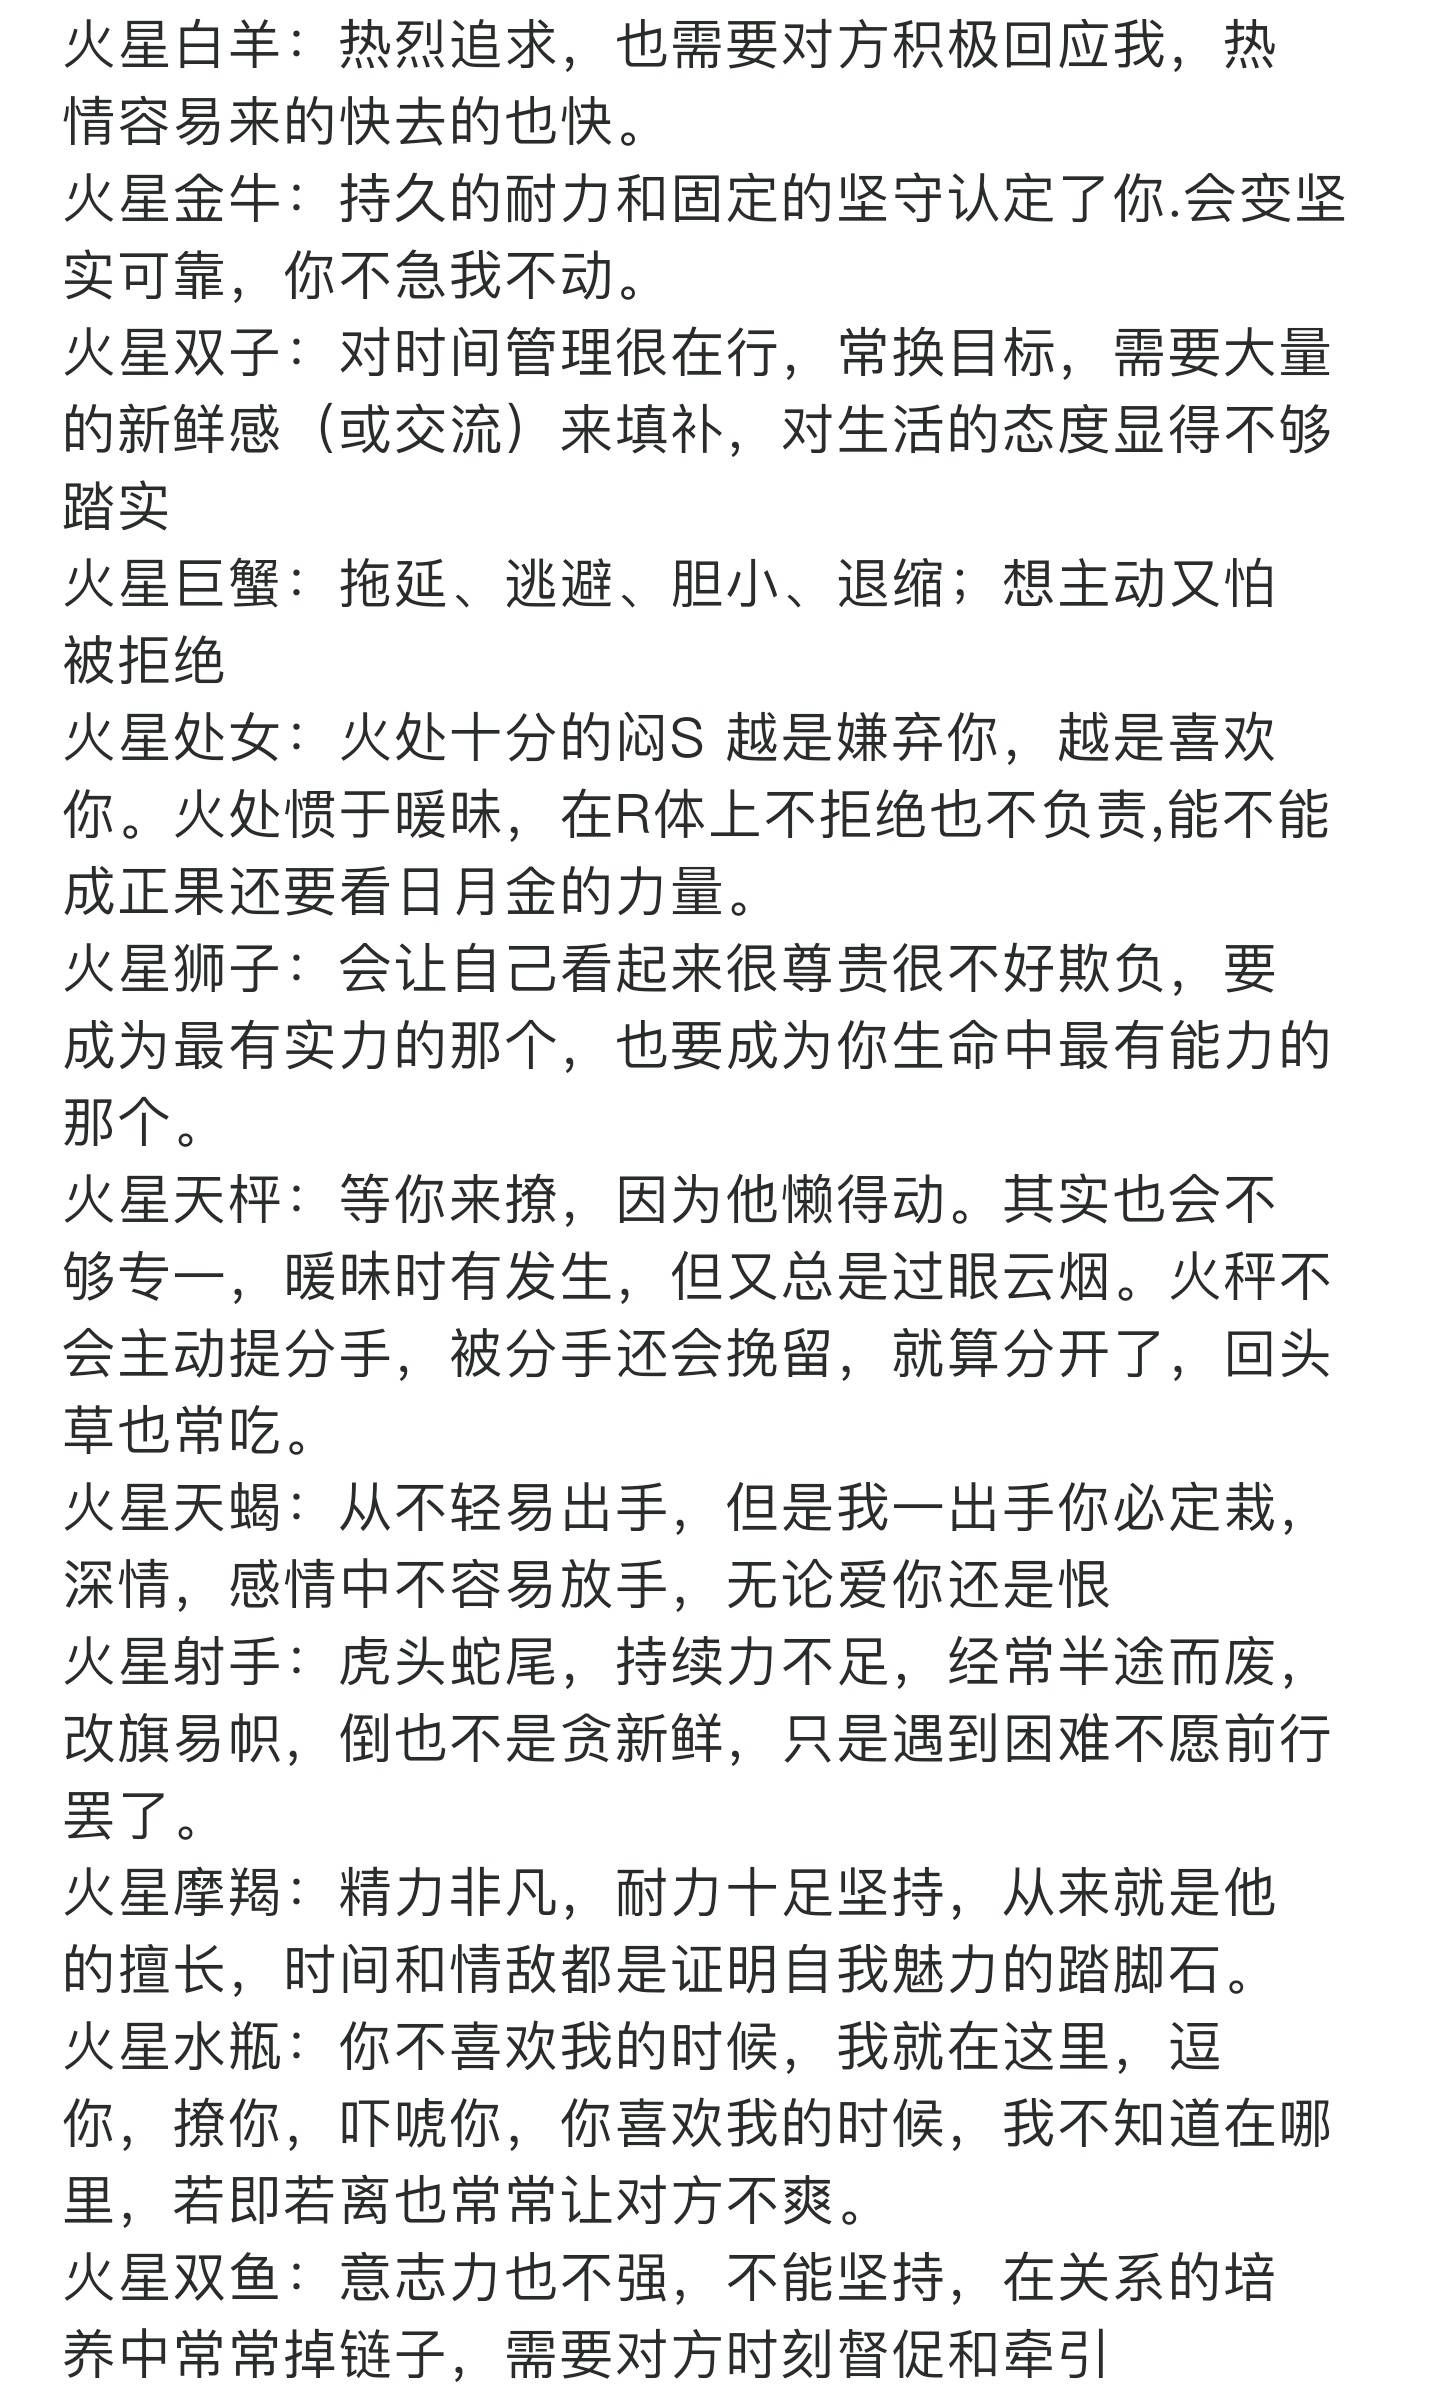 火星白羊：热烈追求，也需要对方积极回应我，热
情容易来的快去的也快。
火星金牛：持久的耐力和固定的坚守认定了你.会变坚
实可靠，你不急我不动。
火星双子：对时间管理很在行，常换目标，需要大量
的新鲜感（或交流）来填补，对生活的态度显得不够
踏实
火星巨蟹：拖延、逃避、胆小、退缩；想主动又怕
被拒绝
火星处女：火处十分的闷S 越是嫌弃你，越是喜欢
你。火处惯于暖昧，在R体上不拒绝也不负责,能不能
成正果还要看日月金的力量。
火星狮子：会让自己看起来很尊贵很不好欺负，要
成为最有实力的那个，也要成为你生命中最有能力的
那个。
火星天枰：等你来撩，因为他懒得动。其实也会不
够专一，暖昧时有发生，但又总是过眼云烟。火秤不
会主动提分手，被分手还会挽留，就算分开了，回头
草也常吃。
火星天蝎：从不轻易出手，但是我一出手你必定栽，
深情，感情中不容易放手，无论爱你还是恨
火星射手：虎头蛇尾，持续力不足，经常半途而废，
改旗易帜，倒也不是贪新鲜，只是遇到困难不愿前行
罢了。
火星摩羯：精力非凡，耐力十足坚持，从来就是他
的擅长，时间和情敌都是证明自我魅力的踏脚石。
火星水瓶：你不喜欢我的时候，我就在这里，逗
你，撩你，吓唬你，你喜欢我的时候，我不知道在哪
里，若即若离也常常让对方不爽。
火星双鱼：意志力也不强，不能坚持，在关系的培
养中常常掉链子，需要对方时刻督促和牵引